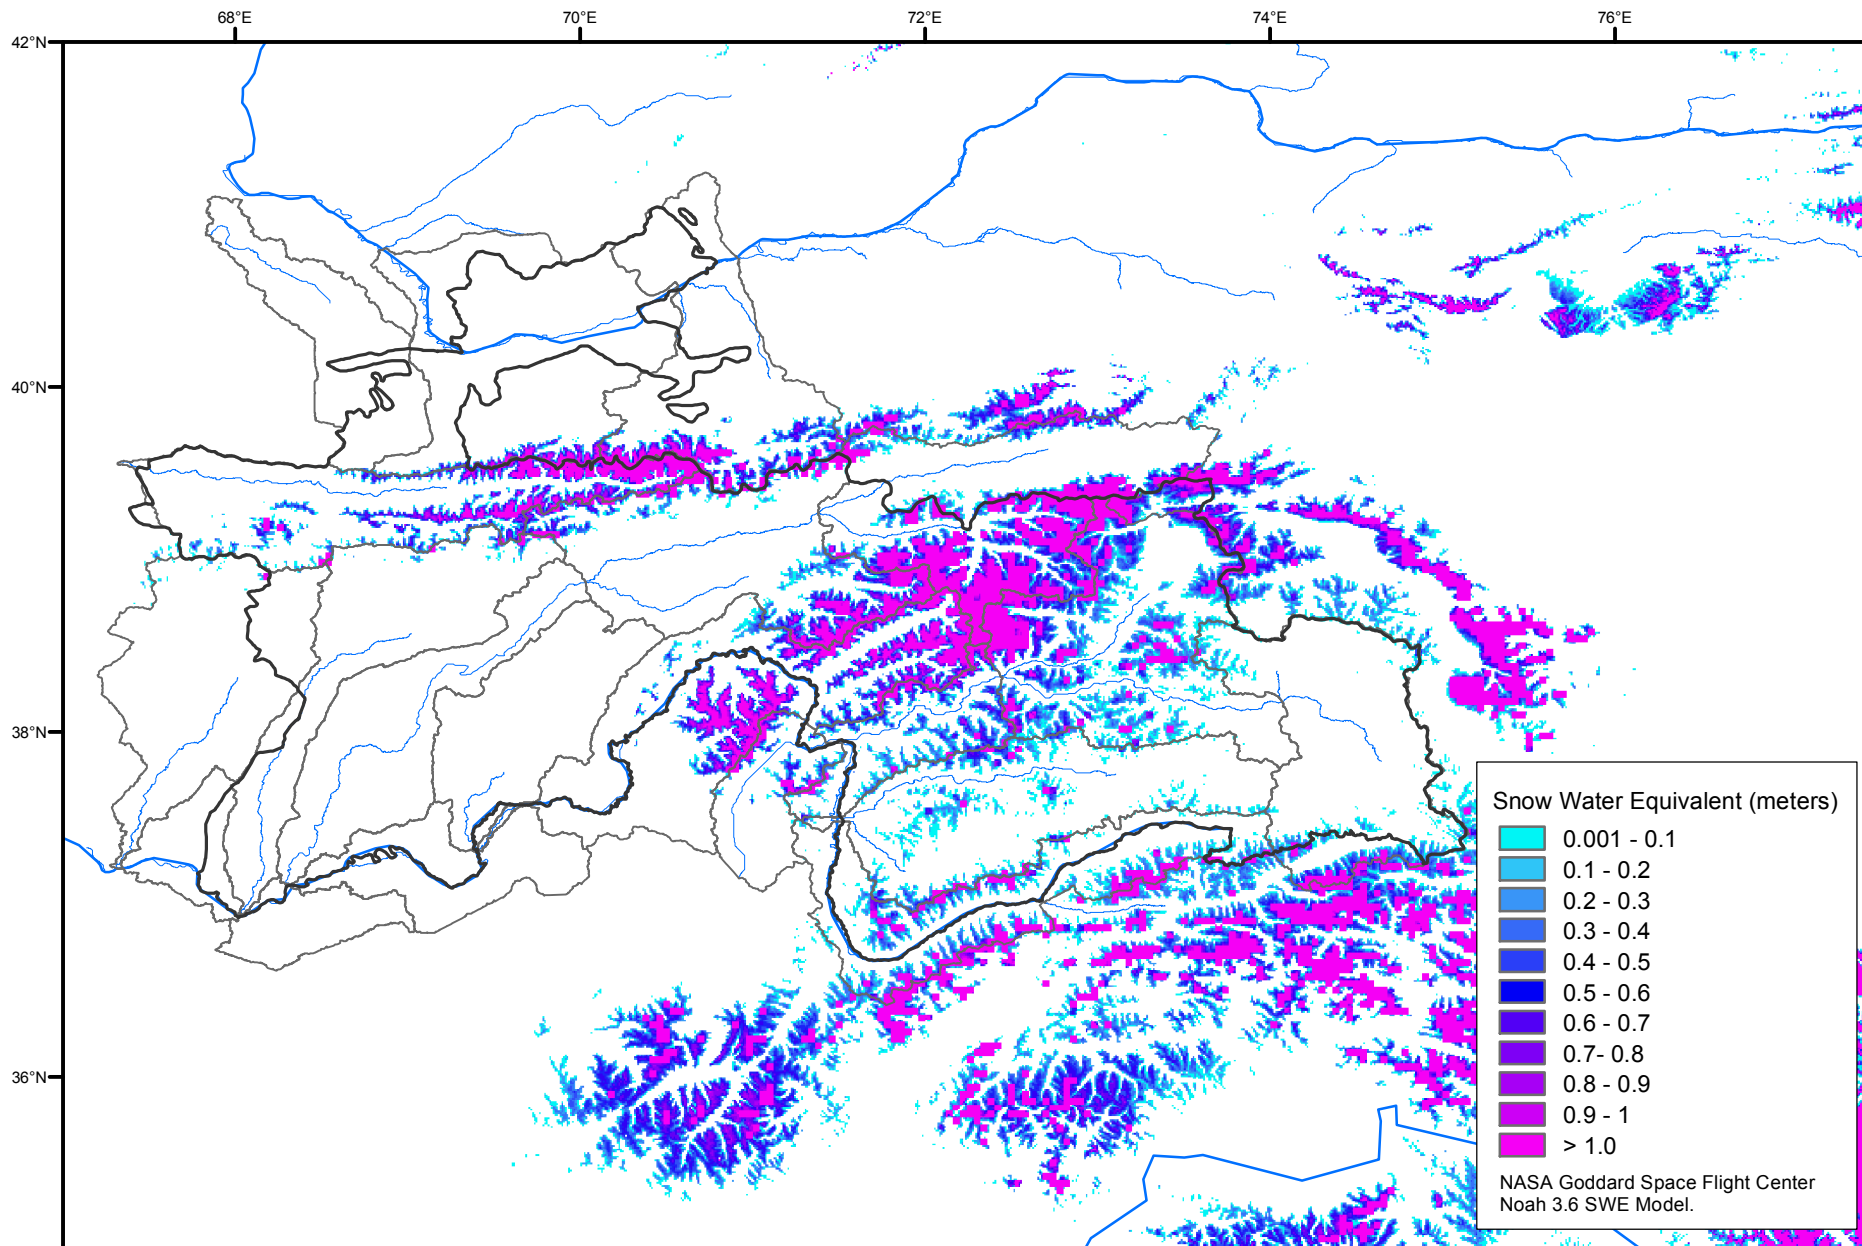 68°E
70°E
72°E
74°E
76°E
42°N
40°N
38°N
36°N
Snow Water Equivalent (meters)
0.001 - 0.1
0.1 - 0.2
0.2 - 0.3
0.3 - 0.4
0.4 - 0.5
0.5 - 0.6
0.6 - 0.7
0.7- 0.8
0.8 - 0.9
0.9 - 1
> 1.0
NASA Goddard Space Flight Center
Noah 3.6 SWE Model.